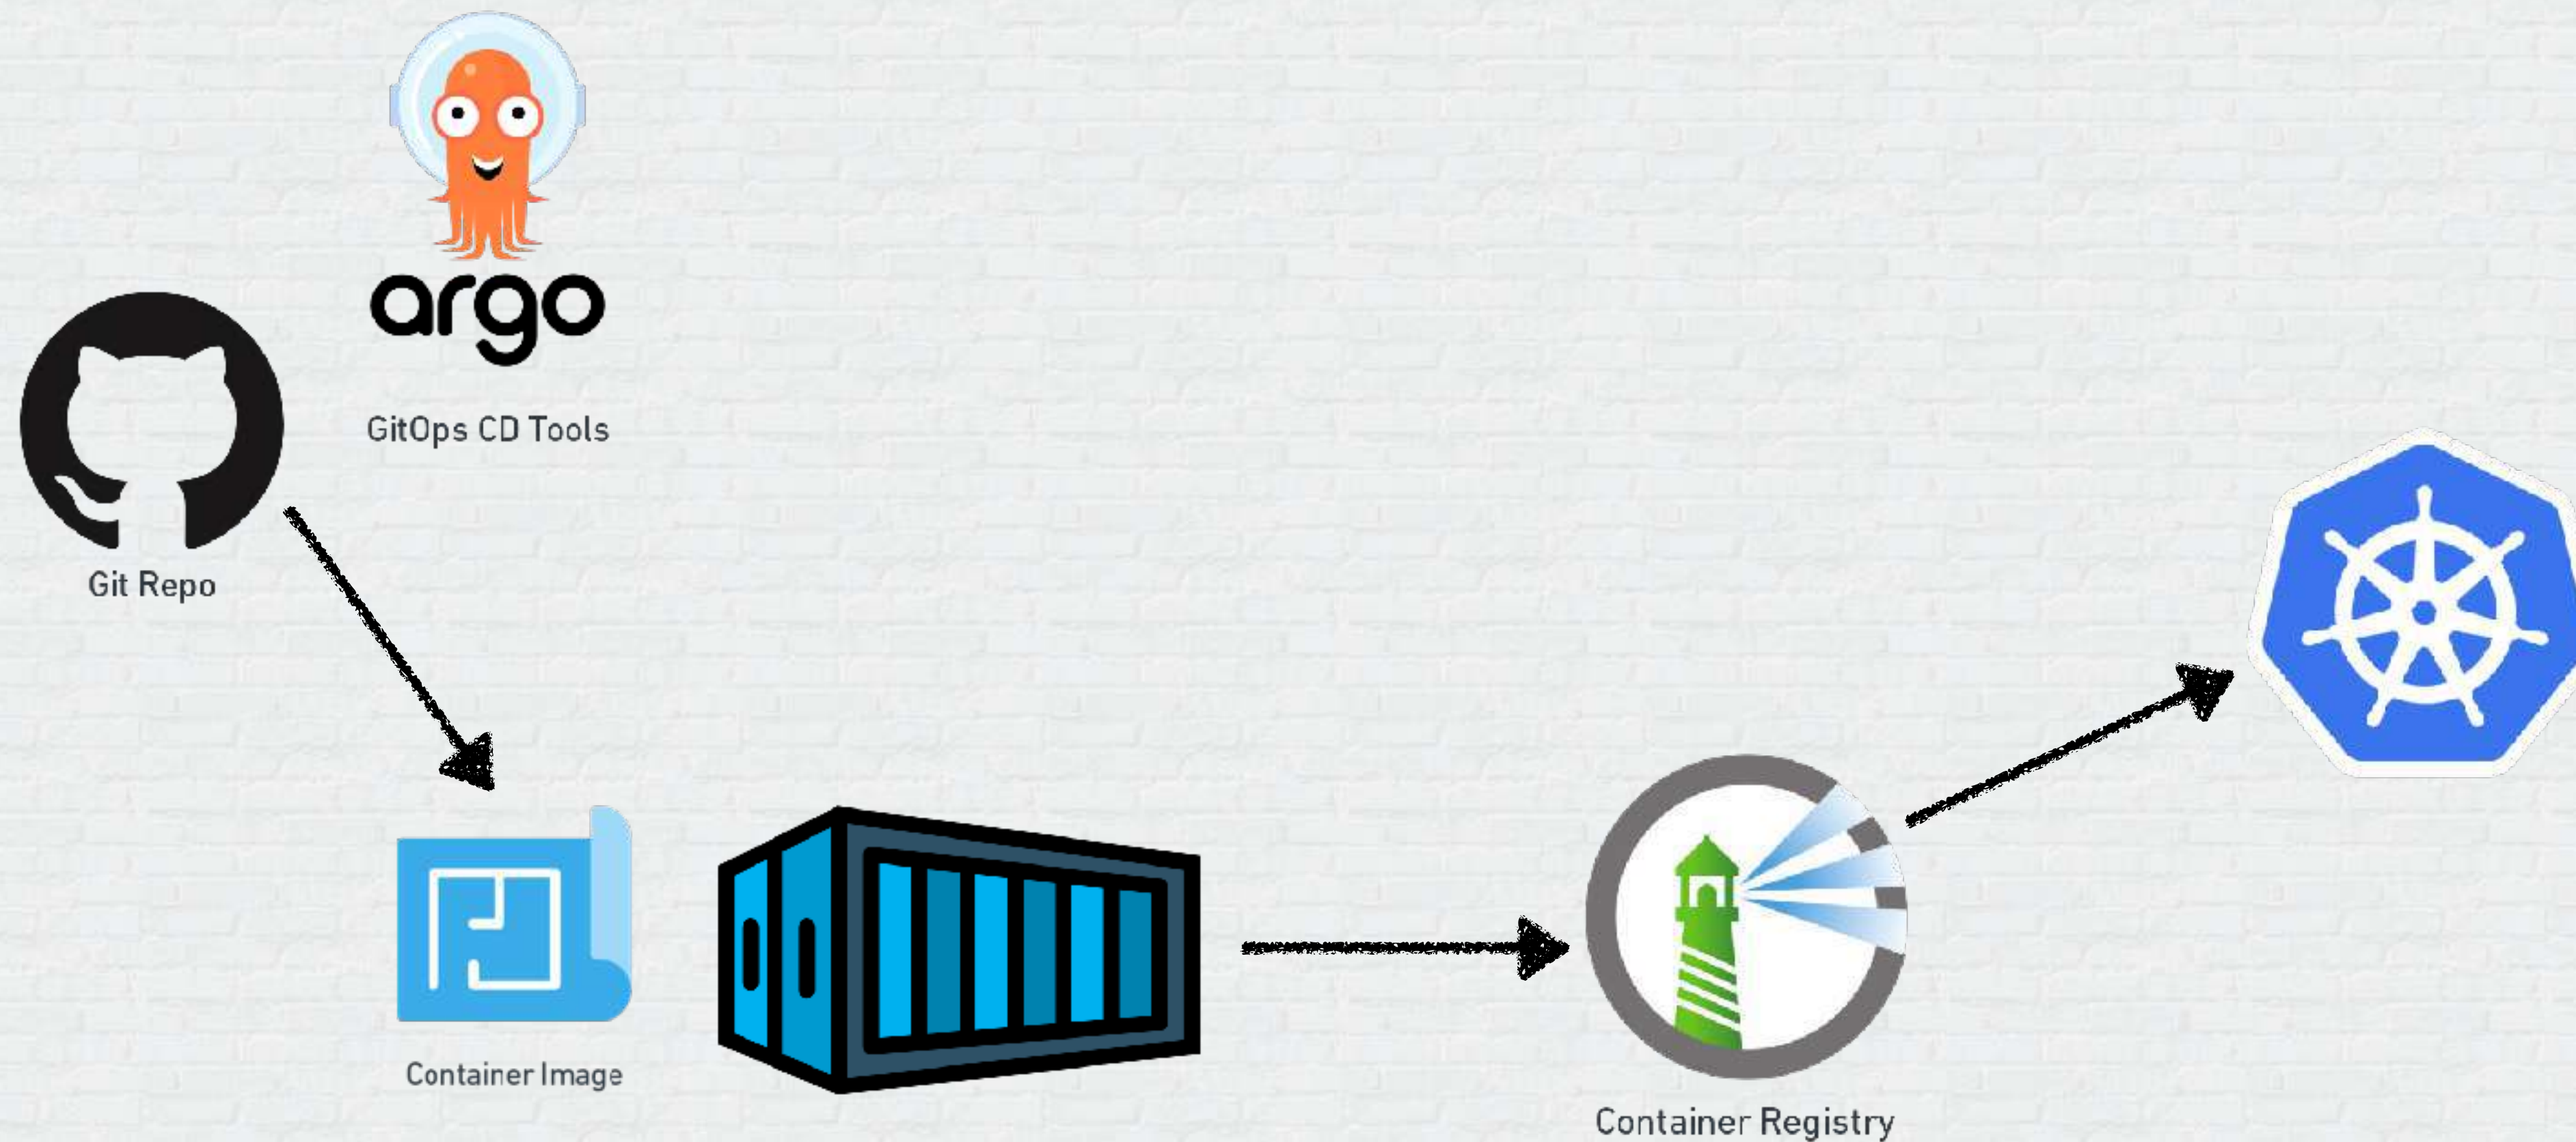 argo
GitOps CD Tools
Git Repo
Container Image
Container Registry